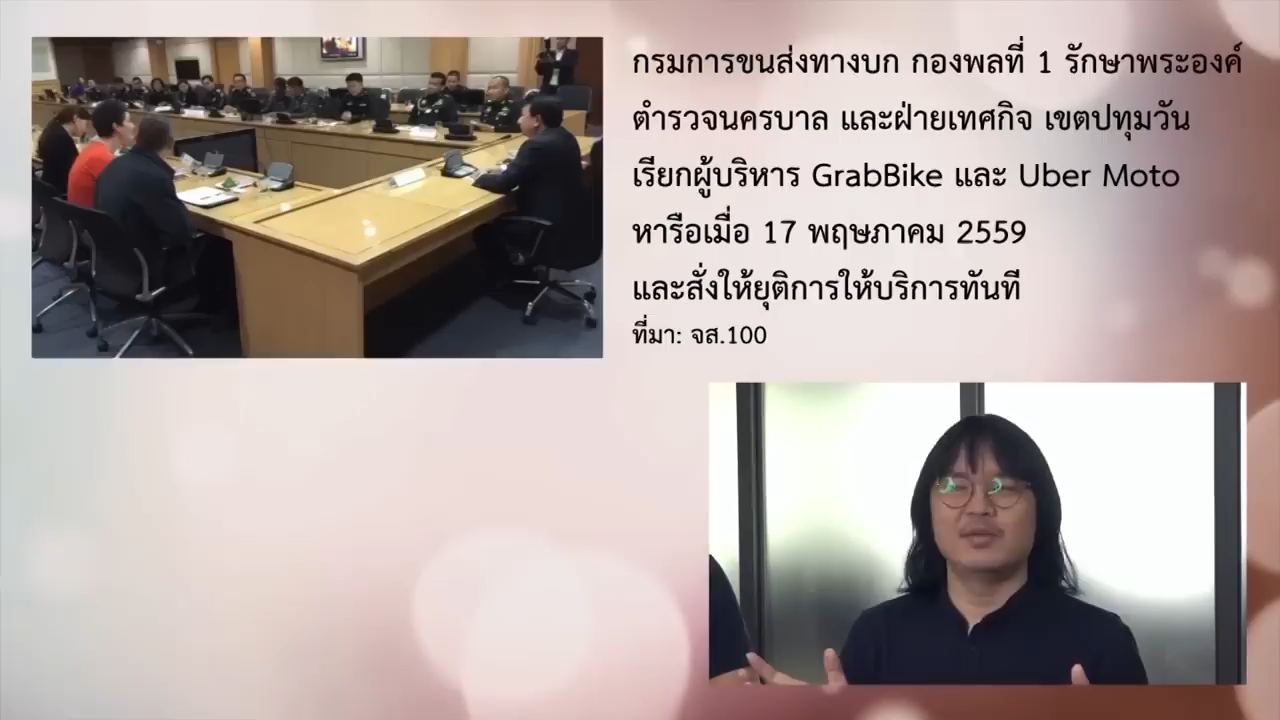 กรมการขนส่งทางบก กองพลที่ 1 รักษาพระองค์
ตำรวจนครบาล และฝ่ายเทศกิจ เขตปทุมวัน
เรียกผู้บริหาร GrabBike และ Uber Moto
หารือเมื่อ 17 พฤษภาคม 2559
และสั่งให้ยุติการให้บริการทันที
ที่มา: จส.100